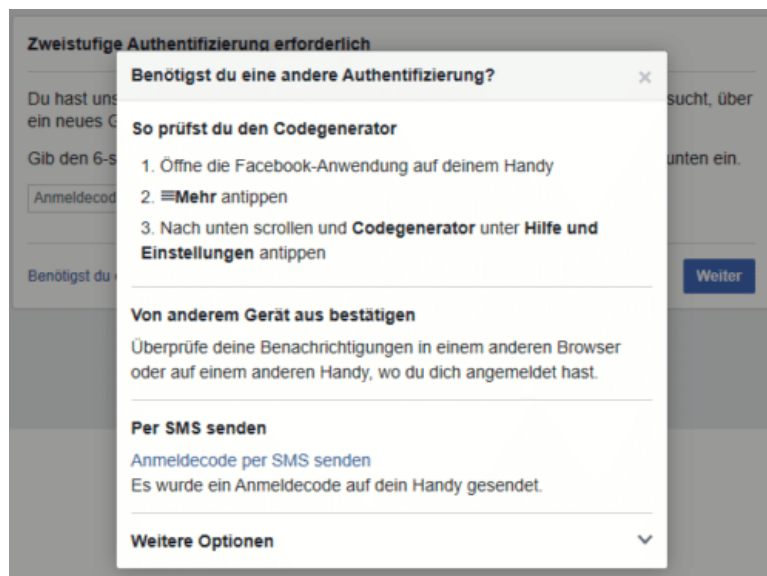 Zweistufige Authentifizierung erforderlich
Benötigst du eine andere Authentifizierung?
×
Du hast uns
sucht, über
ein neues
So prüfst du den Codegenerator
Gib den 6-s
unten ein.
1. Öffne die Facebook-Anwendung auf deinem Handy
Anmeldecod
2. ≡Mehr antippen
3. Nach unten scrollen und Codegenerator unter Hilfe und
Einstellungen antippen
Benötigst du
Weiter
Von anderem Gerät aus bestätigen
Überprüfe deine Benachrichtigungen in einem anderen Browser
oder auf einem anderen Handy, wo du dich angemeldet hast.
Per SMS senden
Anmeldecode per SMS senden
Es wurde ein Anmeldecode auf dein Handy gesendet.
Weitere Optionen